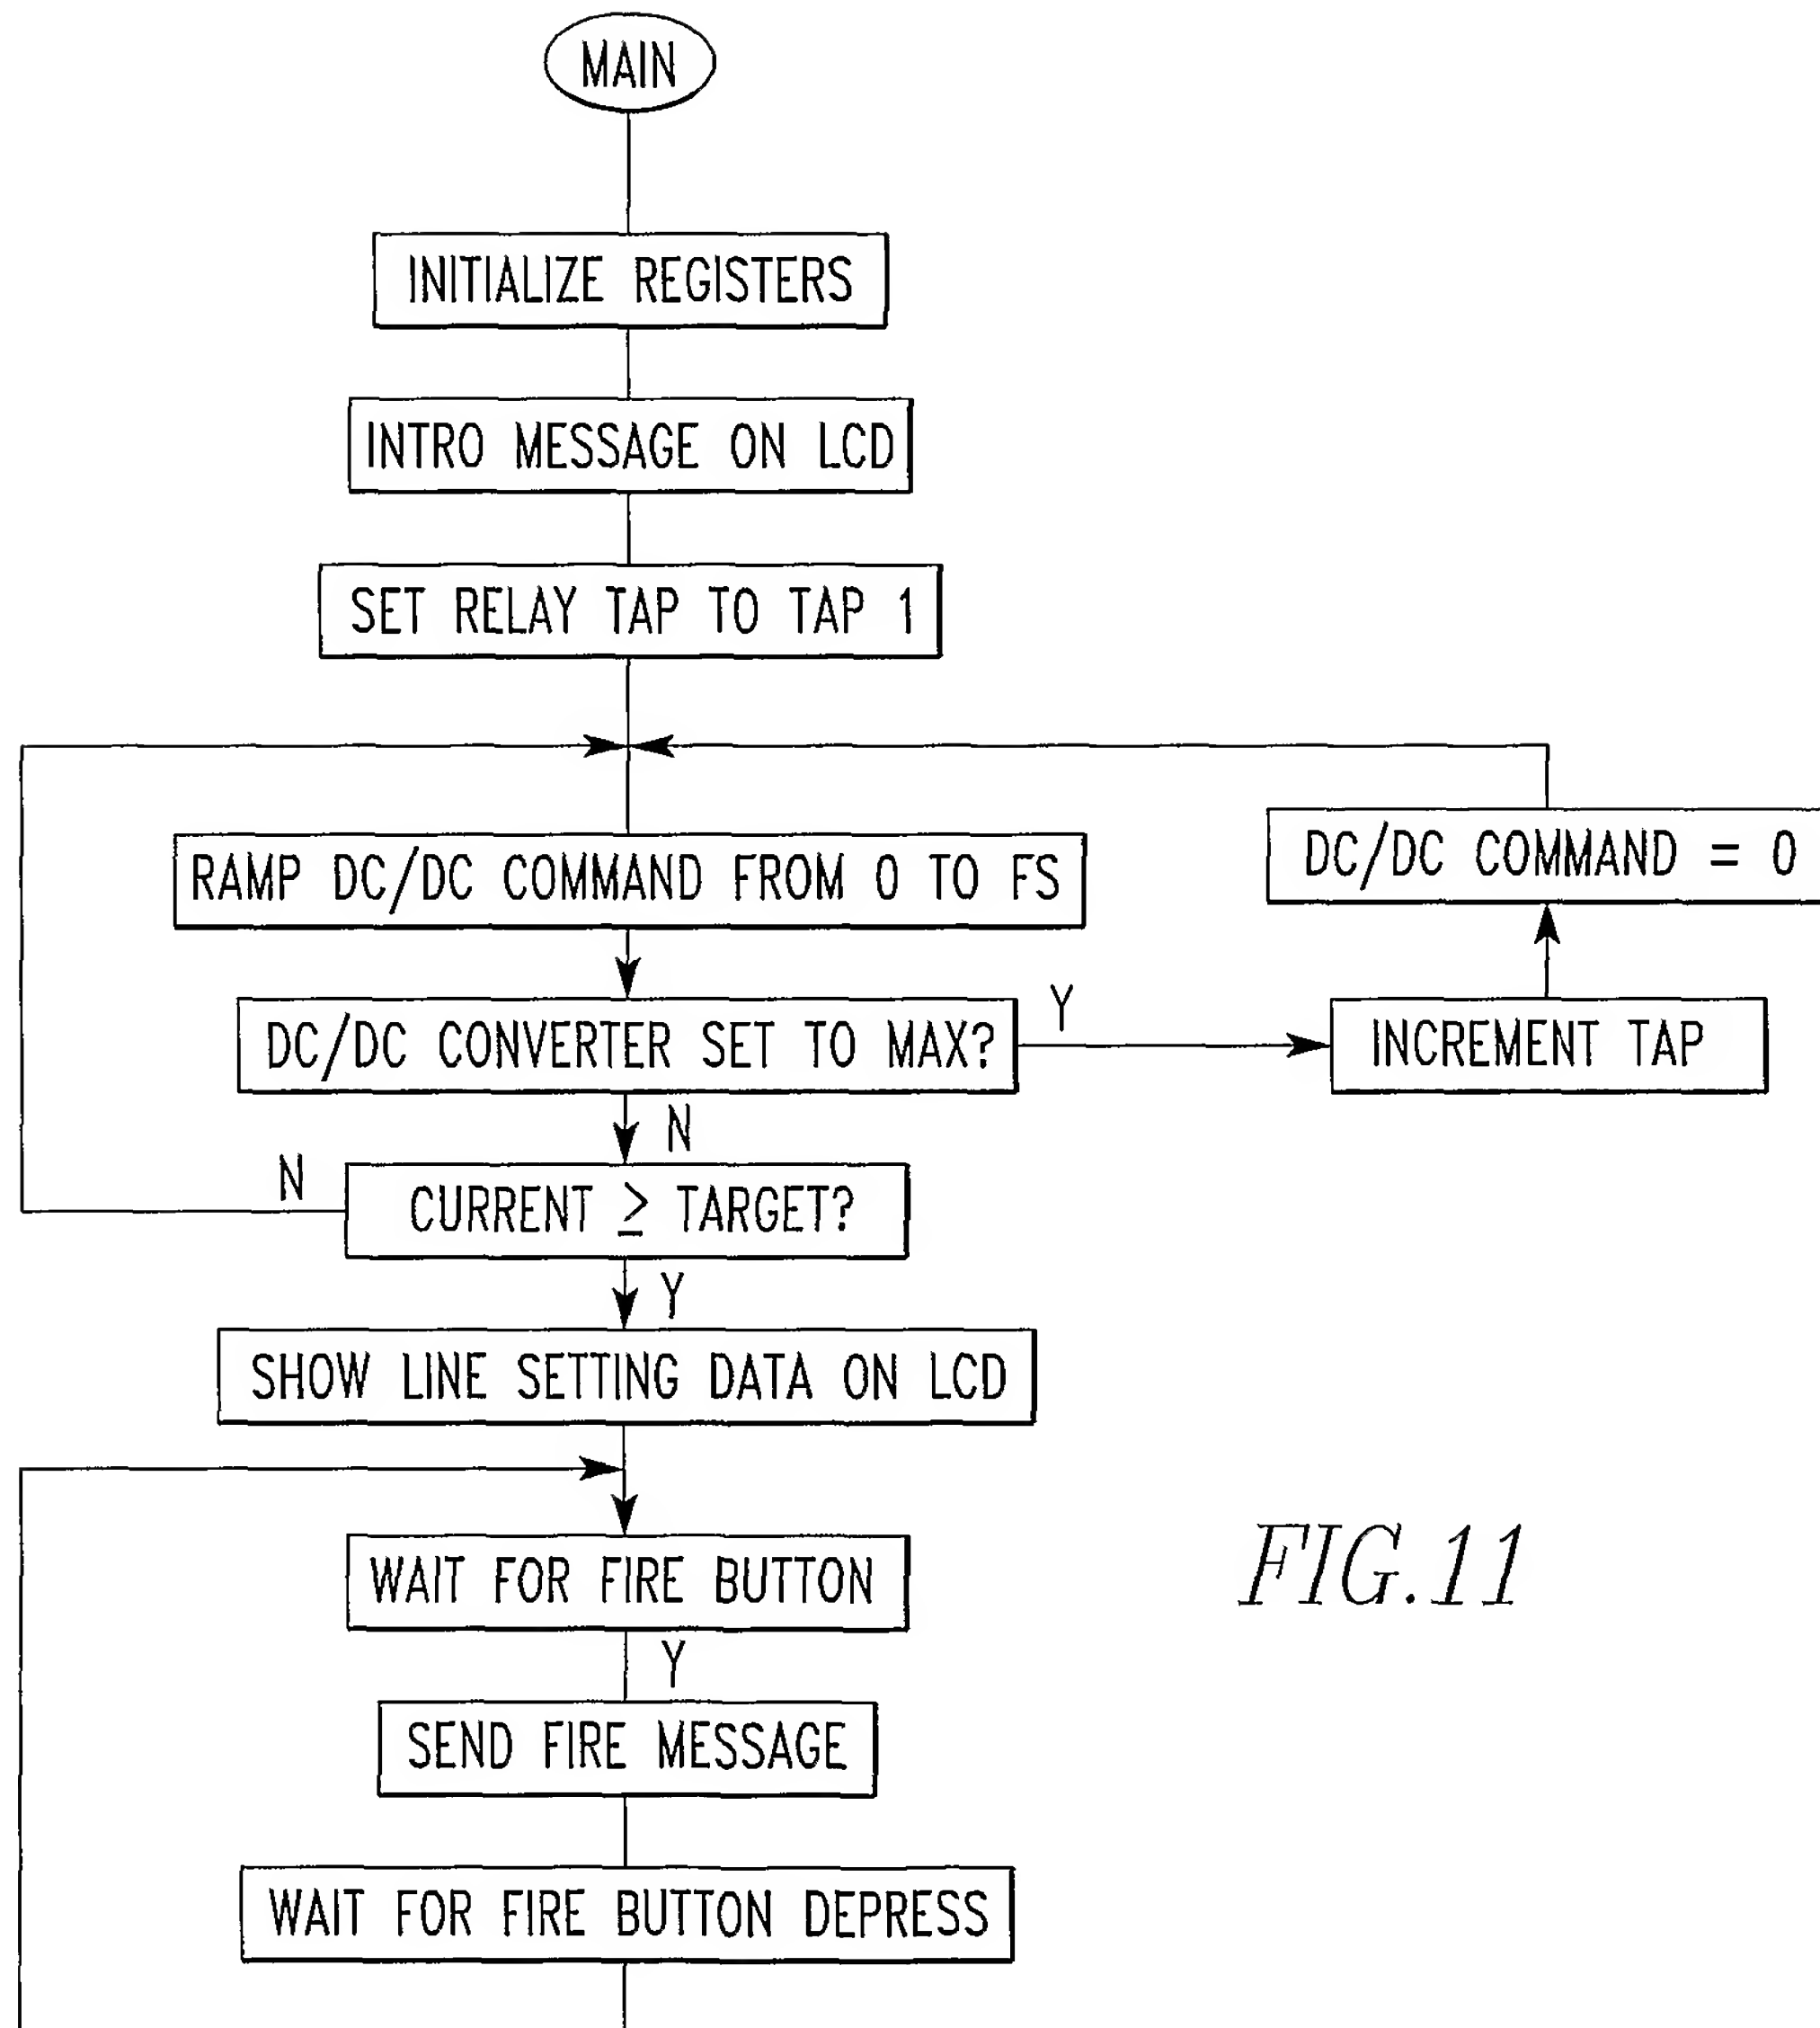 MAIN
INITIALIZE REGISTERS
INTRO MESSAGE ON LCD
SET RELAY TAP TO TAP 1
RAMP DC/DC COMMAND FROM 0 TO FS
DC/DC COMMAND = 0
DC/DC CONVERTER SET TO MAX?
Y
INCREMENT TAP
N
CURRENT ≥ TARGET?
N
Y
SHOW LINE SETTING DATA ON LCD
WAIT FOR FIRE BUTTON
Y
SEND FIRE MESSAGE
WAIT FOR FIRE BUTTON DEPRESS
FIG.11